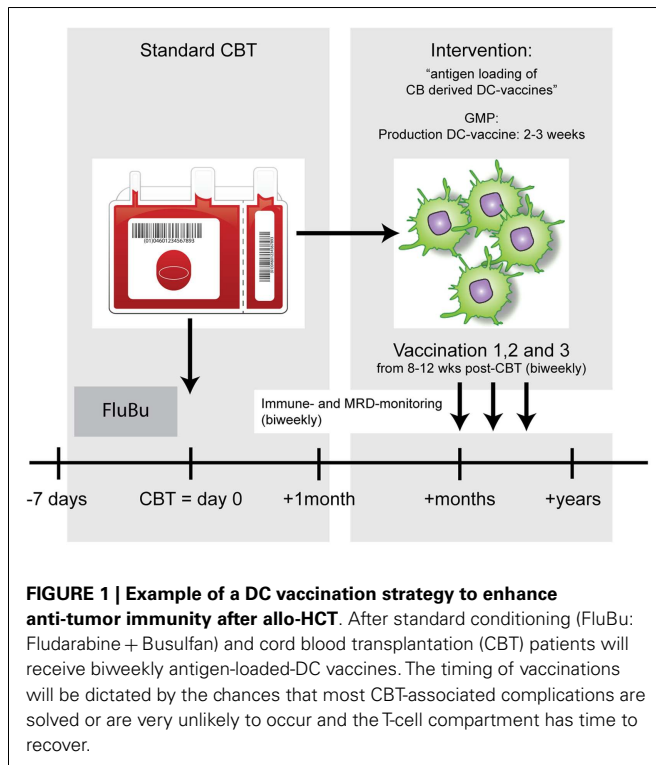 Standard CBT
Intervention:
“antigen loading of
CB derived DC-vaccines”
GMP:
Production DC-vaccine: 2-3 weeks
(01)04601234567893
Vaccination 1,2 and 3
from 8-12 wks post-CBT (biweekly)
FluBu
Immune- and MRD-monitoring
(biweekly)
-7 days
CBT = day 0
+1month
+months
+years
FIGURE 1 | Example of a DC vaccination strategy to enhance
anti-tumor immunity after allo-HCT. After standard conditioning (FluBu:
Fludarabine + Busulfan) and cord blood transplantation (CBT) patients will
receive biweekly antigen-loaded-DC vaccines. The timing of vaccinations
will be dictated by the chances that most CBT-associated complications are
solved or are very unlikely to occur and the T-cell compartment has time to
recover.